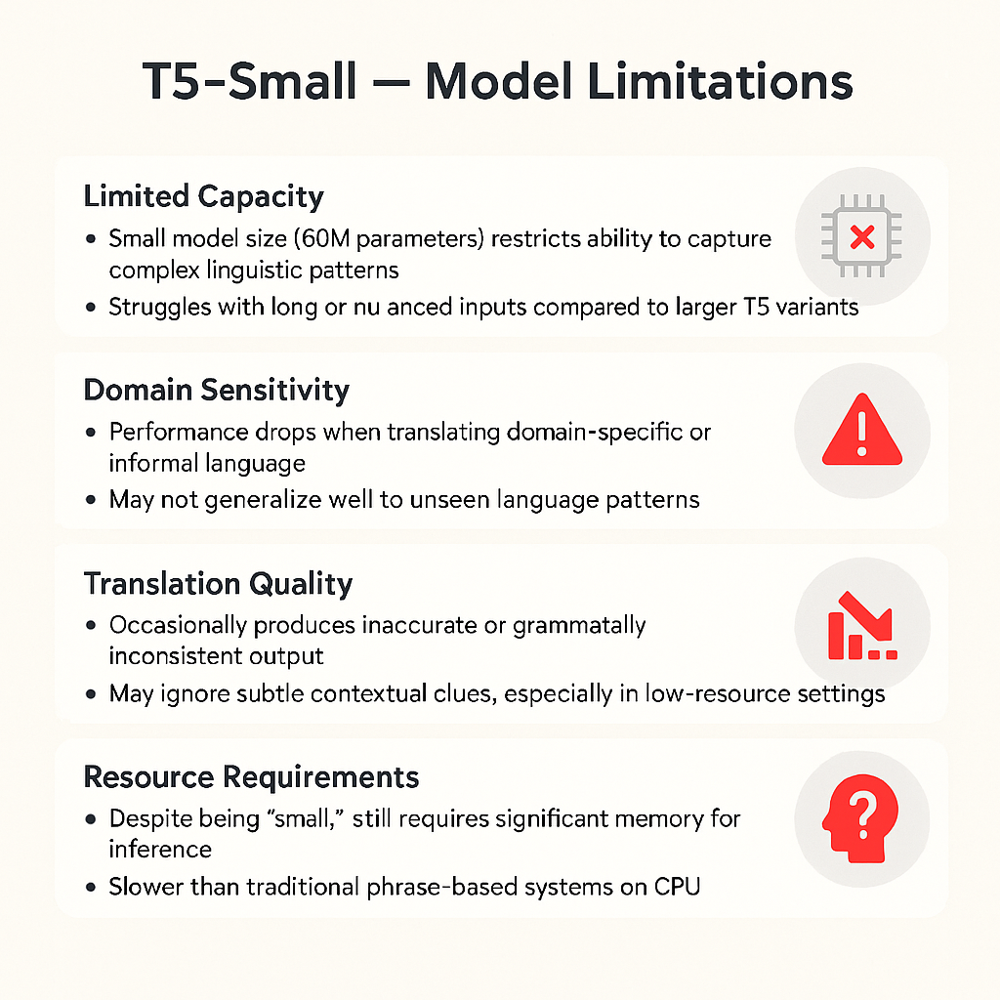 T5-Small — Model Limitations
Limited Capacity
• Small model size (60M parameters) restricts ability to capture
complex linguistic patterns
• Struggles with long or nu anced inputs compared to larger T5 variants
Domain Sensitivity
• Performance drops when translating domain-specific or
informal language
• May not generalize well to unseen language patterns
Translation Quality
• Occasionally produces inaccurate or grammatally
inconsistent output
• May ignore subtle contextual clues, especially in low-resource settings
Resource Requirements
• Despite being “small,” still requires significant memory for
inference
• Slower than traditional phrase-based systems on CPU